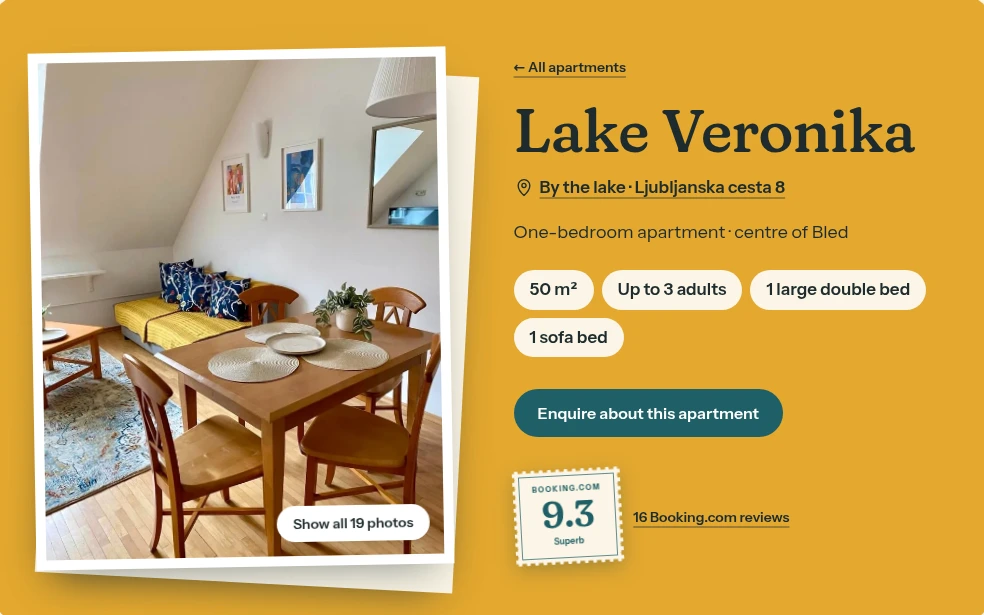 ← All apartments
Lake Veronika
By the lake · Ljubljanska cesta 8
One-bedroom apartment · centre of Bled
50 m²
Up to 3 adults
1 large double bed
1 sofa bed
Enquire about this apartment
BOOKING.COM
9.3
Superb
16 Booking.com reviews
Show all 19 photos